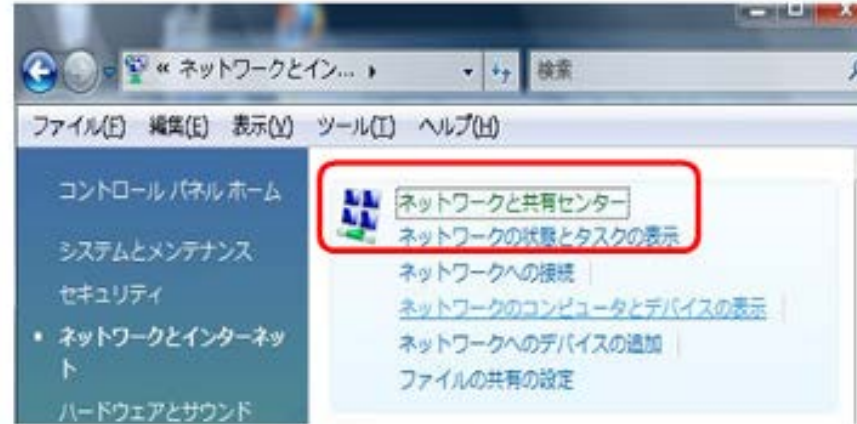 « ネットワークとイン...
検索
ファイル(F) 編集(E) 表示(V) ツール(T) ヘルプ(H)
コントロール パネル ホーム
システムとメンテナンス
セキュリティ
• ネットワークとインターネッ
ト
ハードウェアとサウンド
ネットワークと共有センター
ネットワークの状態とタスクの表示
ネットワークへの接続
ネットワークのコンピュータとデバイスの表示
ネットワークへのデバイスの追加
ファイルの共有の設定